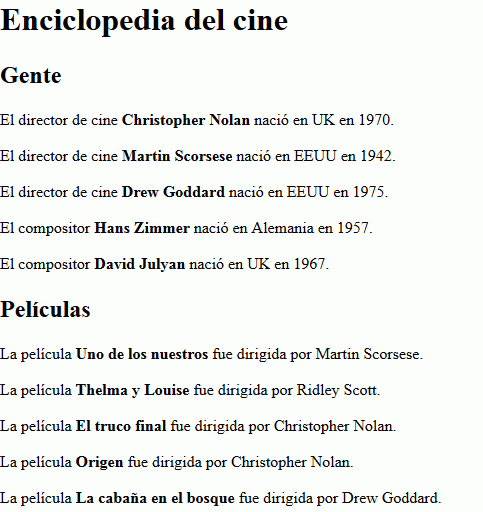 Enciclopedia del cine
Gente
El director de cine Christopher Nolan nació en UK en 1970.
El director de cine Martin Scorsese nació en EEUU en 1942.
El director de cine Drew Goddard nació en EEUU en 1975.
El compositor Hans Zimmer nació en Alemania en 1957.
El compositor David Julyan nació en UK en 1967.
Películas
La película Uno de los nuestros fue dirigida por Martin Scorsese.
La película Thelma y Louise fue dirigida por Ridley Scott.
La película El truco final fue dirigida por Christopher Nolan.
La película Origen fue dirigida por Christopher Nolan.
La película La cabaña en el bosque fue dirigida por Drew Goddard.